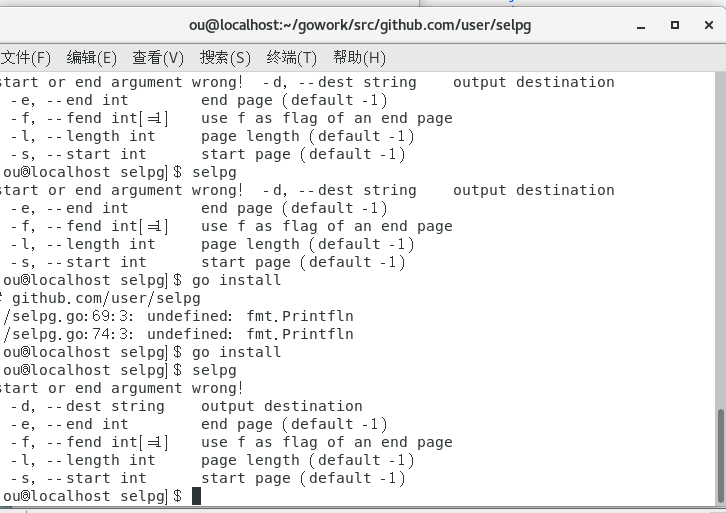 ou@localhost:~/gowork/src/github.com/user/selpg
文件(F) 编辑(E) 查看(V) 搜索(S) 终端(T) 帮助(H)
start or end argument wrong! -d, --dest string output destination
-e, --end int end page (default -1)
-f, --fend int[=1] use f as flag of an end page
-l, --length int page length (default -1)
-s, --start int start page (default -1)
ou@localhost selpg]$ selpg
start or end argument wrong! -d, --dest string output destination
-e, --end int end page (default -1)
-f, --fend int[=1] use f as flag of an end page
-l, --length int page length (default -1)
-s, --start int start page (default -1)
ou@localhost selpg]$ go install
# github.com/user/selpg
/selpg.go:69:3: undefined: fmt.Printfln
/selpg.go:74:3: undefined: fmt.Printfln
ou@localhost selpg]$ go install
ou@localhost selpg]$ selpg
start or end argument wrong!
-d, --dest string output destination
-e, --end int end page (default -1)
-f, --fend int[=1] use f as flag of an end page
-l, --length int page length (default -1)
-s, --start int start page (default -1)
ou@localhost selpg]$